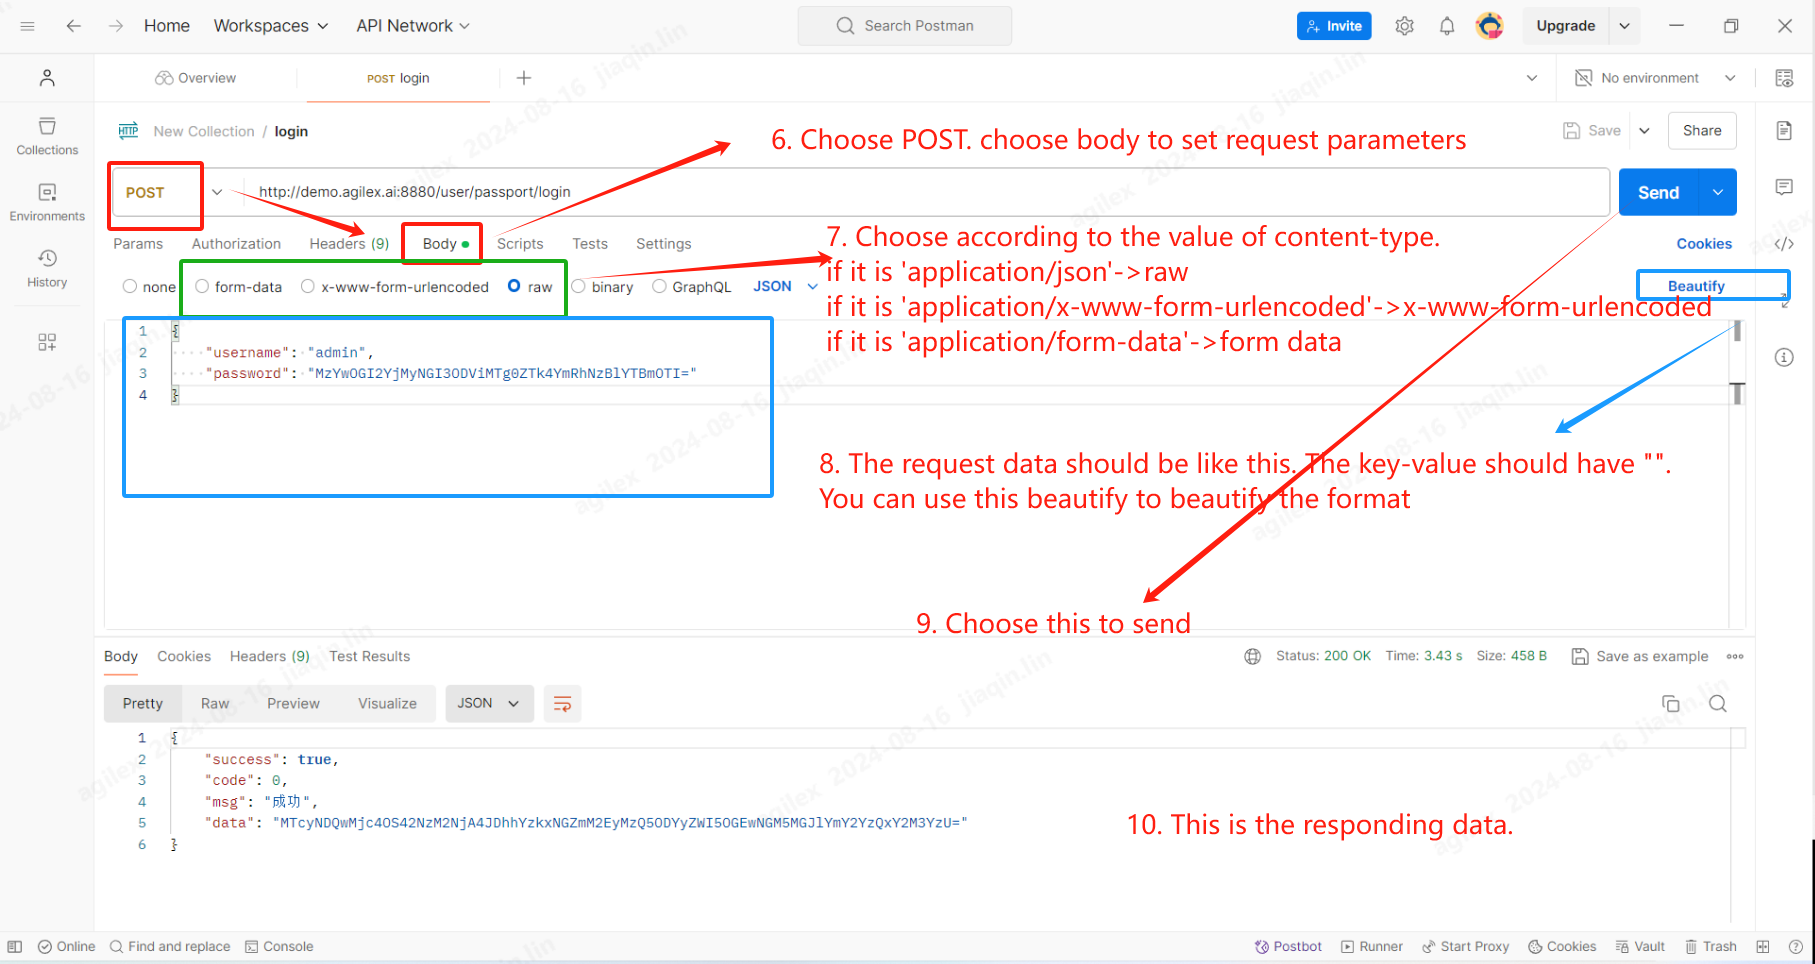 Home Workspaces API Network Search Postman Invite Upgrade
Overview POST login No environment
HTTP New Collection / login Save Share
Collections
6. Choose POST. choose body to set request parameters
POST http://demo.agilex.ai:8880/user/passport/login Send
Environments
Params Authorization Headers (9) Body Scripts Tests Settings Cookies
7. Choose according to the value of content-type.
if it is 'application/json'->raw
if it is 'application/x-www-form-urlencoded'->x-www-form-urlencoded
if it is 'application/form-data'->form data
History
none form-data x-www-form-urlencoded raw binary GraphQL JSON Beautify
1 {
2 "username": "admin",
3 "password": "MzYwOGI2YjMyNGI3ODViMTg0ZTk4YmRhNzBlYTBmOTI="
4 }
8. The request data should be like this. The key-value should have "".
You can use this beautify to beautify the format
9. Choose this to send
Body Cookies Headers (9) Test Results Status: 200 OK Time: 3.43 s Size: 458 B Save as example
Pretty Raw Preview Visualize JSON
1 {
2 "success": true,
3 "code": 0,
4 "msg": "成功",
5 "data": "MTcyNDQwMjc4OS42NzM2NjA4JDhhYzkxNGZmM2EyMzQ5ODYyZWI5OGEwNGM5MGJlYmY2YzQxY2M3YzU="
6 }
10. This is the responding data.
Online Find and replace Console Postbot Runner Start Proxy Cookies Vault Trash
agilex 2024-08-16 jiaqin.lin